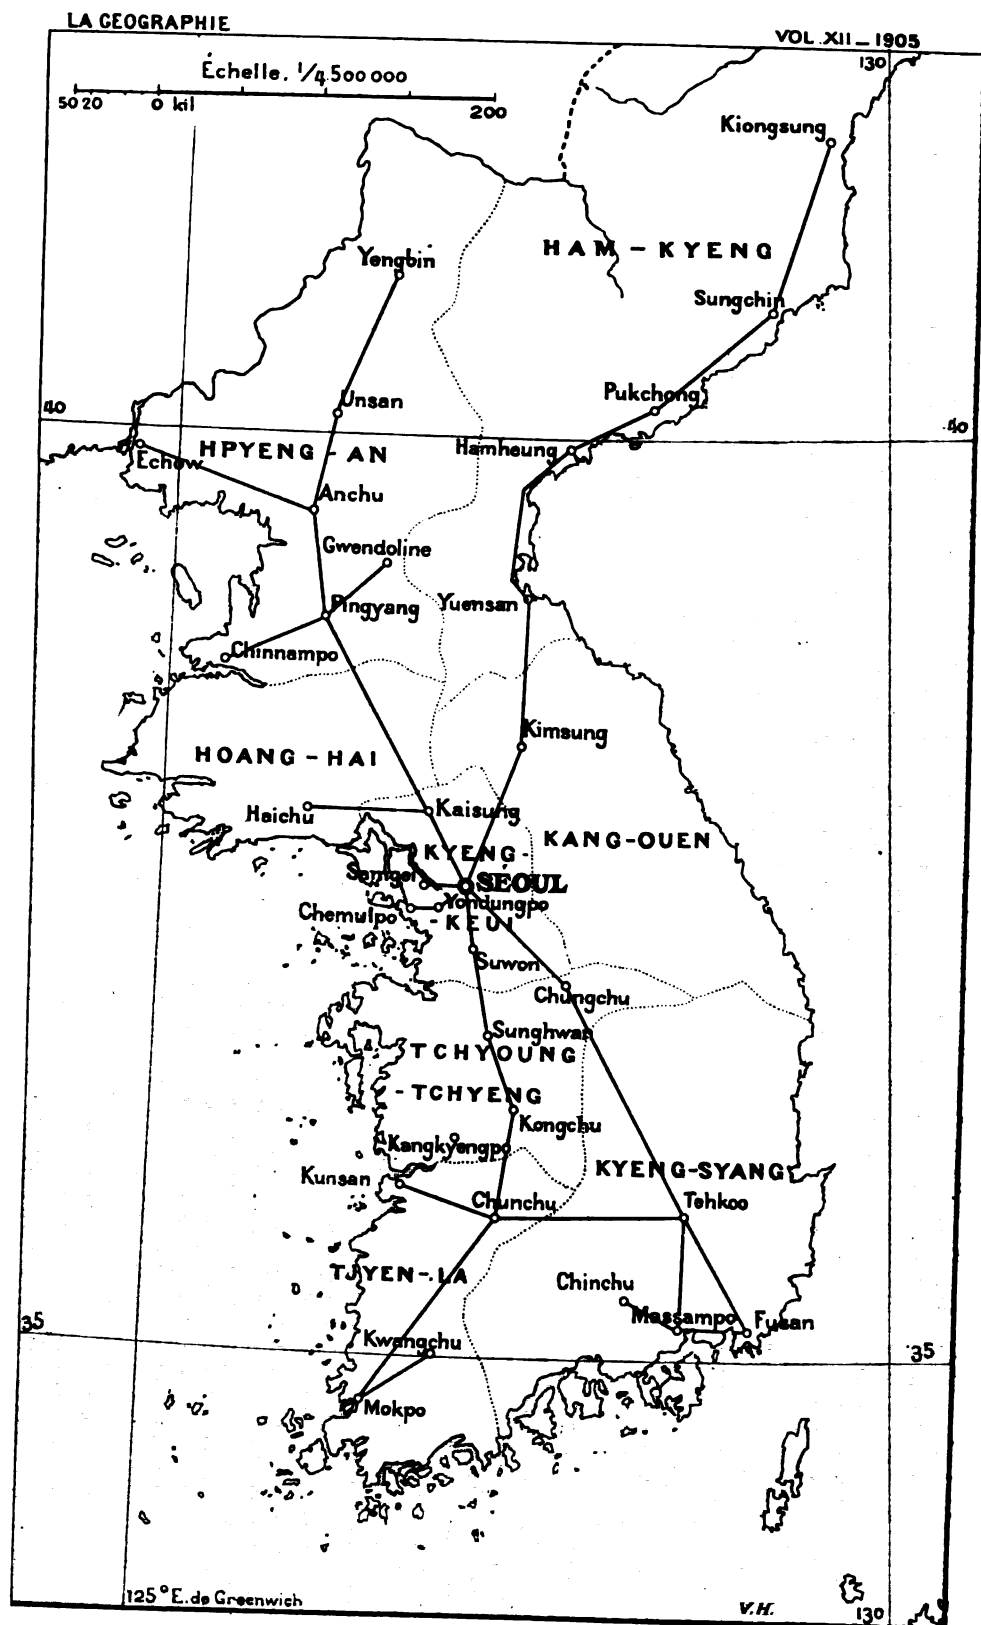 LA GEOGRAPHIE
VOL. XII _ 1905
Échelle. 1/4.500 000
50 20 0 kil 200
130
Kiongsung
HAM - KYENG
Yengbin
Sungchin
Pukchong
Unsan
40
40
HPYENG - AN
Hamheung
Echow
Anchu
Gwendoline
Pingyang
Yuensan
Chinnampo
Kimsung
HOANG - HAI
Haichu
Kaisung
KANG-OUEN
KYENG-
SEOUL
Yondungpo
Chemulpo
- KEUI
Suwon
Chungchu
Sunghwan
TCHYOUNG
- TCHYENG
Kongchu
Kangkyengpo
KYENG-SYANG
Kunsan
Chunchu
Tehkoo
TJYEN-LA
Chinchu
Massampo
Fusan
35
Kwangchu
35
Mokpo
125° E. de Greenwich
V.H.
130